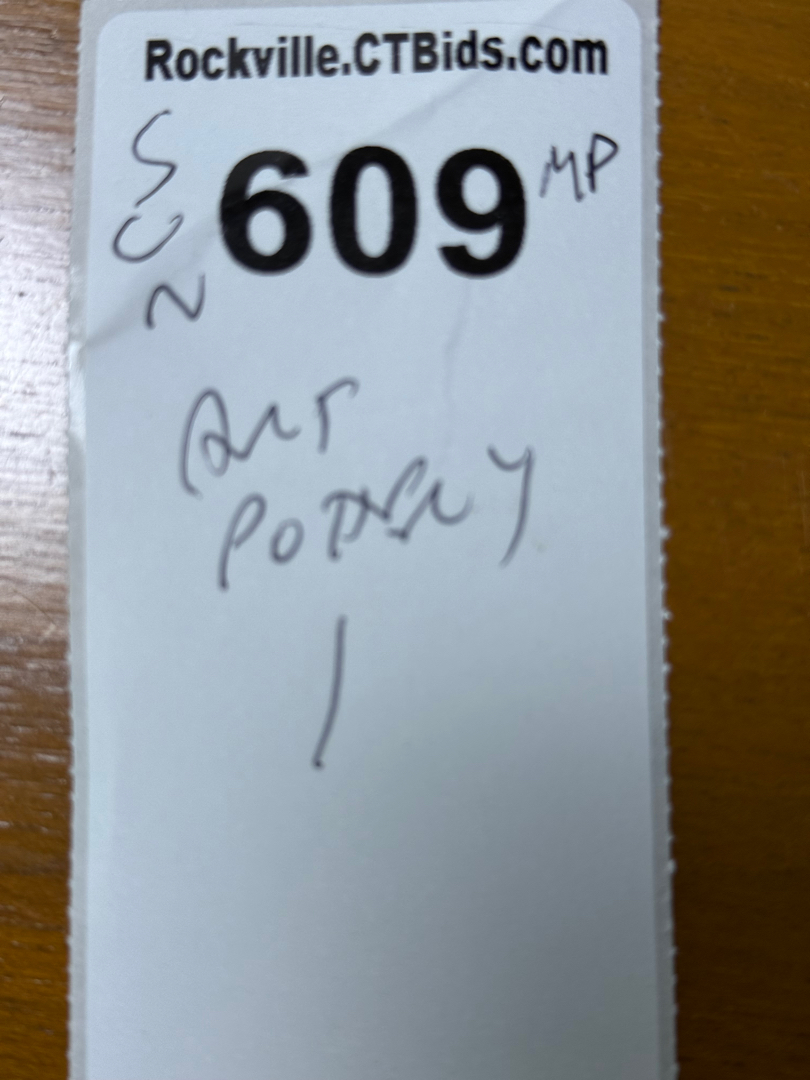 Rockville.CTBids.com
S
C
N
609
MP
ART
POTTERY
1